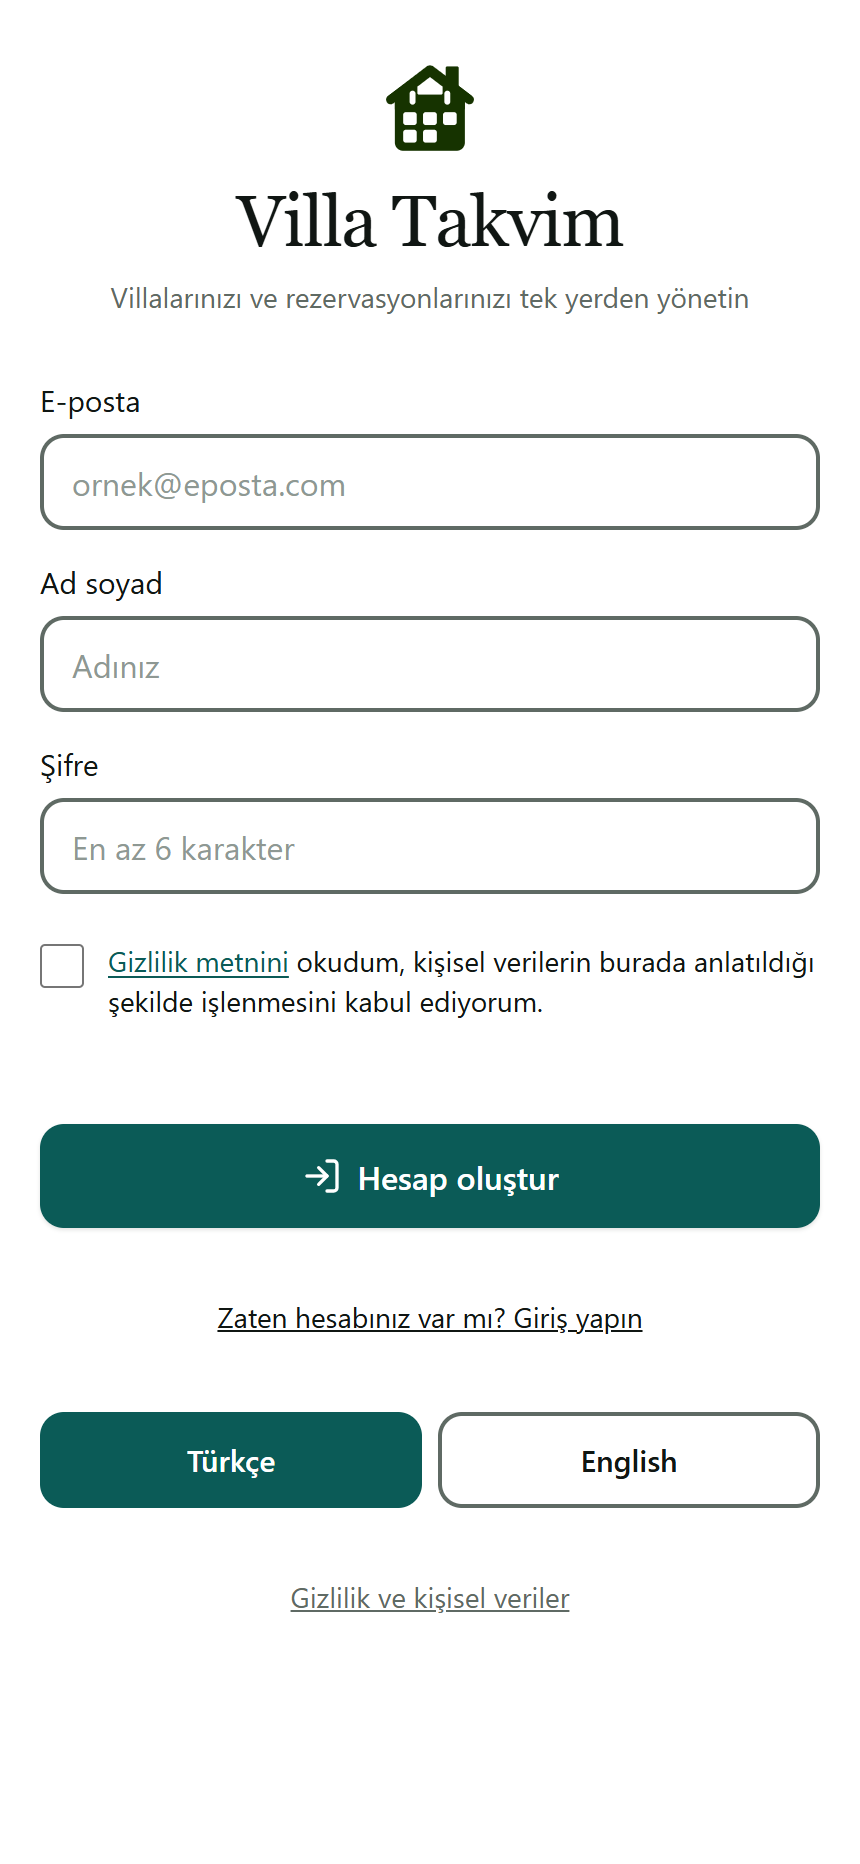 Villa Takvim
Villalarınızı ve rezervasyonlarınızı tek yerden yönetin
E-posta
ornek@eposta.com
Ad soyad
Adınız
Şifre
En az 6 karakter
Gizlilik metnini okudum, kişisel verilerin burada anlatıldığı
şekilde işlenmesini kabul ediyorum.
Hesap oluştur
Zaten hesabınız var mı? Giriş yapın
Türkçe
English
Gizlilik ve kişisel veriler